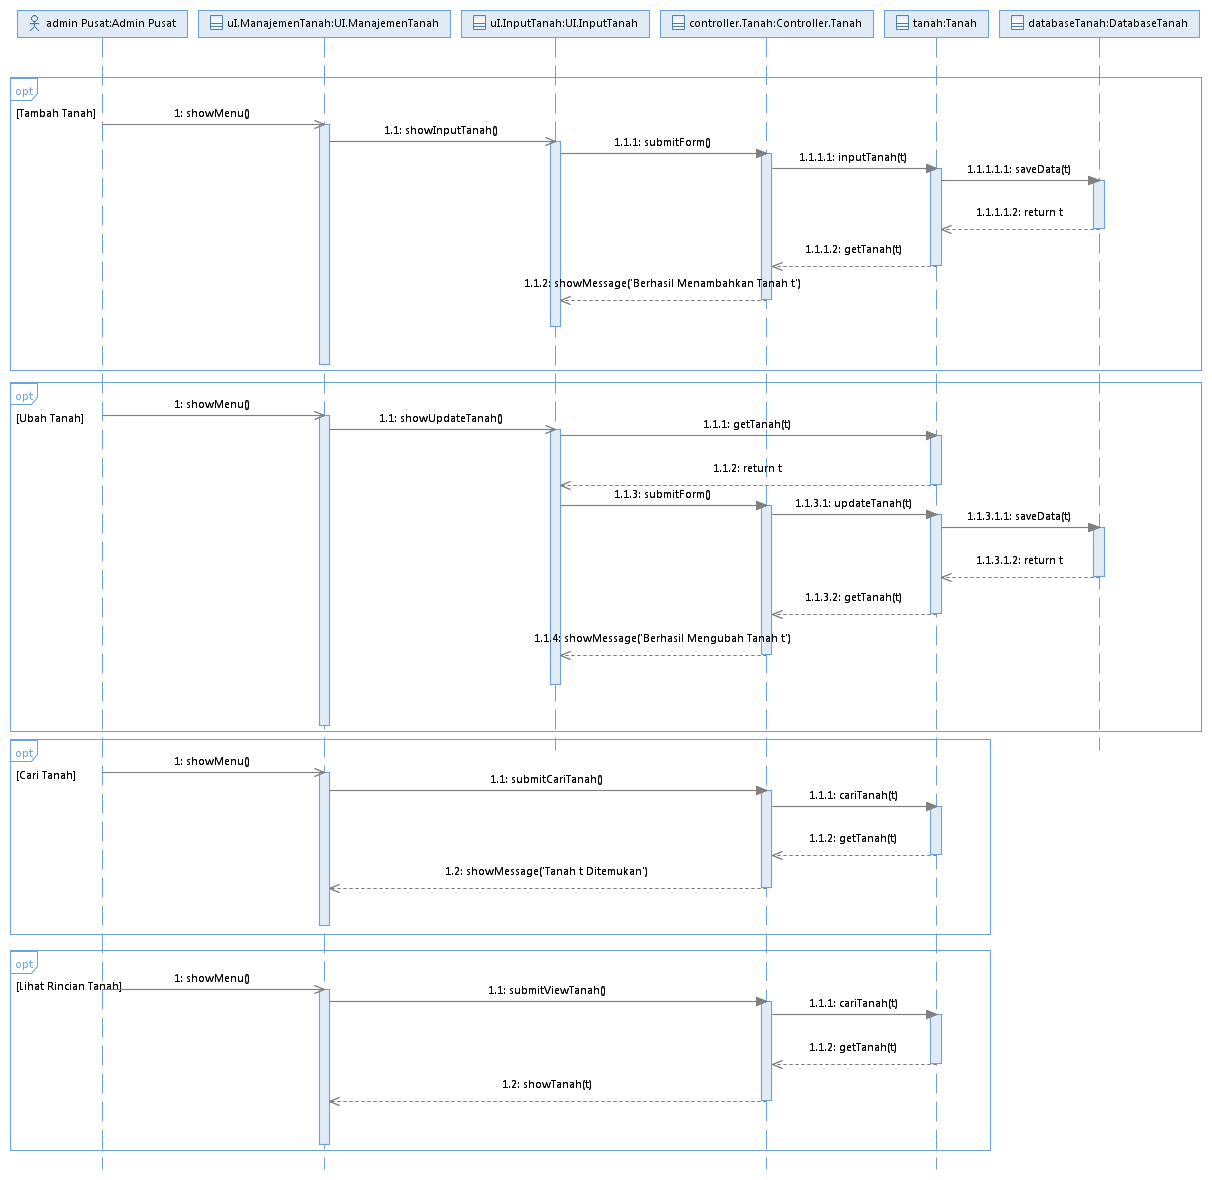 admin Pusat:Admin Pusat
uI.ManajemenTanah:UI.ManajemenTanah
uI.InputTanah:UI.InputTanah
controller.Tanah:Controller.Tanah
tanah:Tanah
databaseTanah:DatabaseTanah
opt
[Tambah Tanah]
1: showMenu()
1.1: showInputTanah()
1.1.1: submitForm()
1.1.1.1: inputTanah(t)
1.1.1.1.1: saveData(t)
1.1.1.1.2: return t
1.1.1.2: getTanah(t)
1.1.2: showMessage('Berhasil Menambahkan Tanah t')
opt
[Ubah Tanah]
1: showMenu()
1.1: showUpdateTanah()
1.1.1: getTanah(t)
1.1.2: return t
1.1.3: submitForm()
1.1.3.1: updateTanah(t)
1.1.3.1.1: saveData(t)
1.1.3.1.2: return t
1.1.3.2: getTanah(t)
1.1.4: showMessage('Berhasil Mengubah Tanah t')
opt
[Cari Tanah]
1: showMenu()
1.1: submitCariTanah()
1.1.1: cariTanah(t)
1.1.2: getTanah(t)
1.2: showMessage('Tanah t Ditemukan')
opt
[Lihat Rincian Tanah]
1: showMenu()
1.1: submitViewTanah()
1.1.1: cariTanah(t)
1.1.2: getTanah(t)
1.2: showTanah(t)